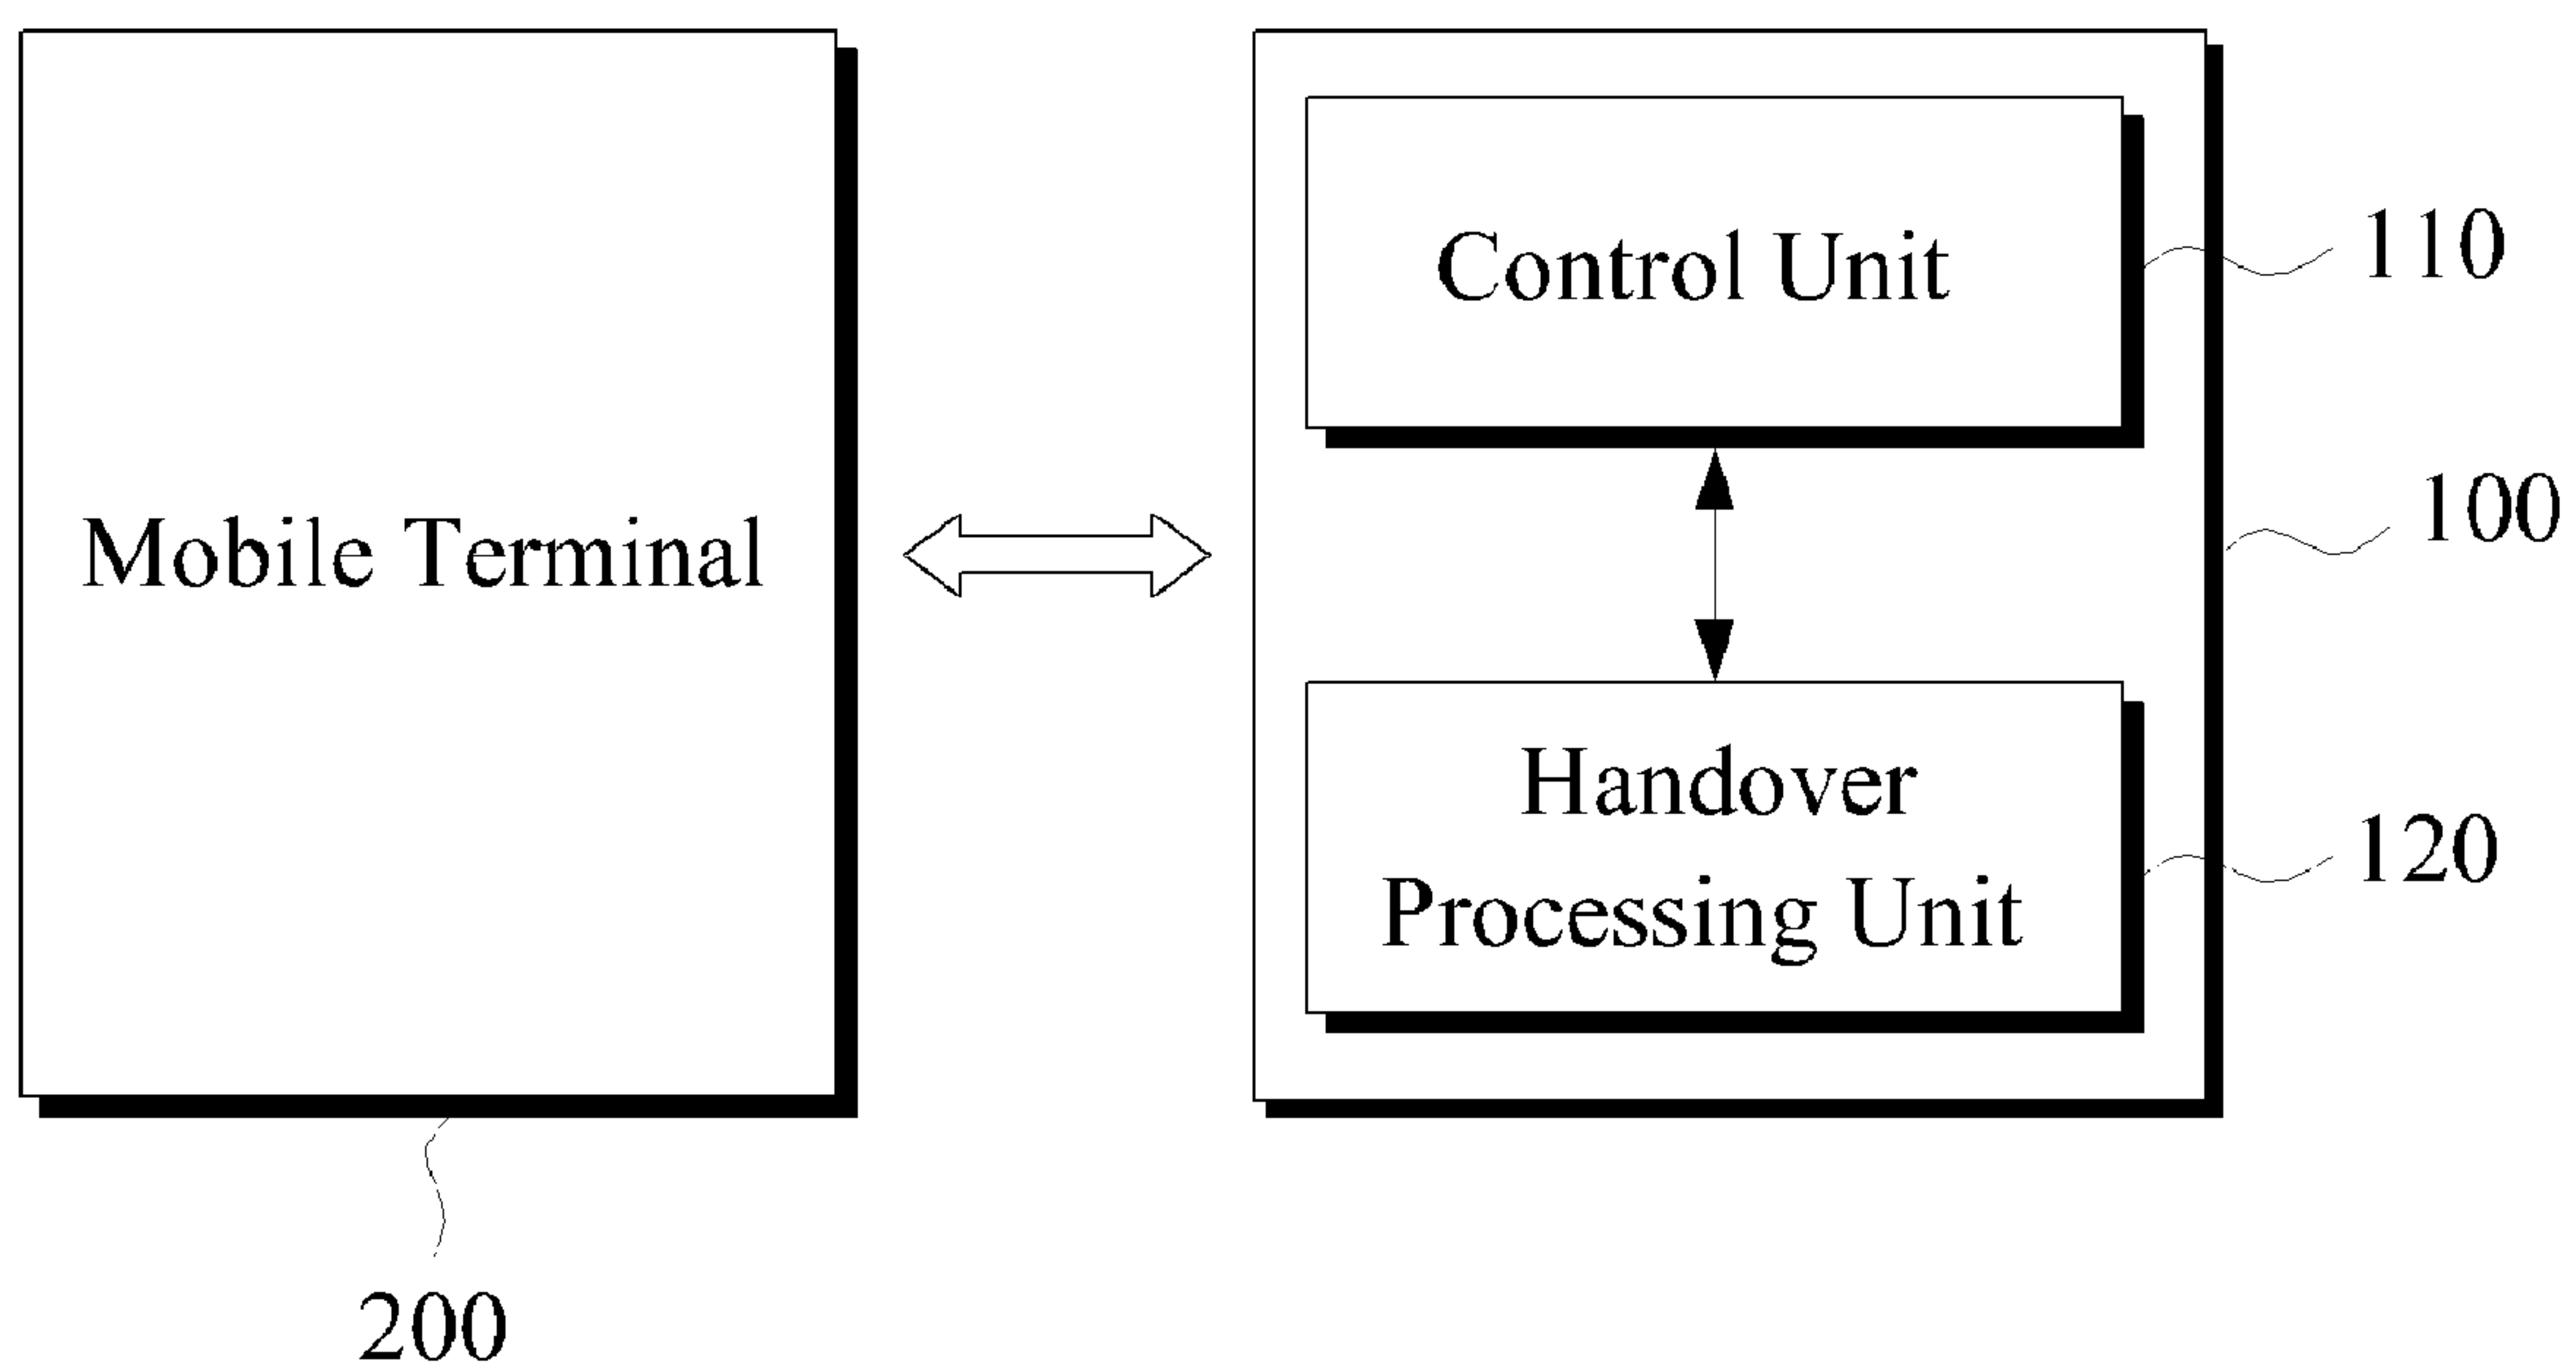 Mobile Terminal
200
Control Unit
110
100
Handover
Processing Unit
120